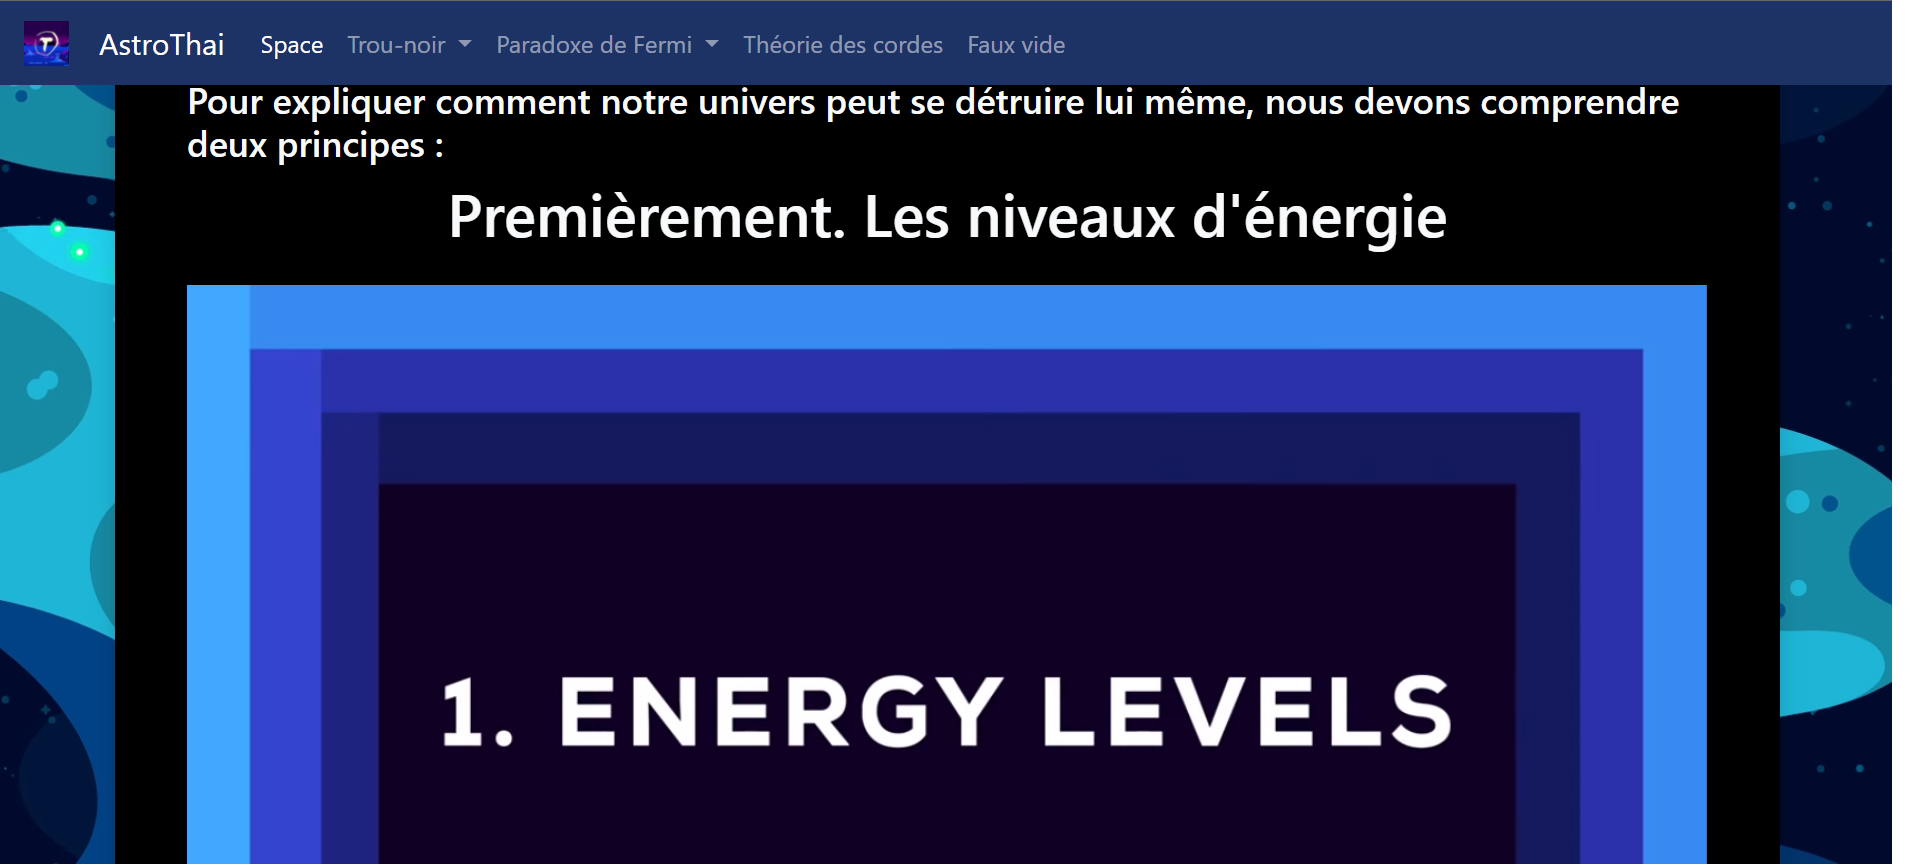 AstroThai Space Trou-noir Paradoxe de Fermi Théorie des cordes Faux vide
Pour expliquer comment notre univers peut se détruire lui même, nous devons comprendre
deux principes :
Premièrement. Les niveaux d'énergie
1. ENERGY LEVELS